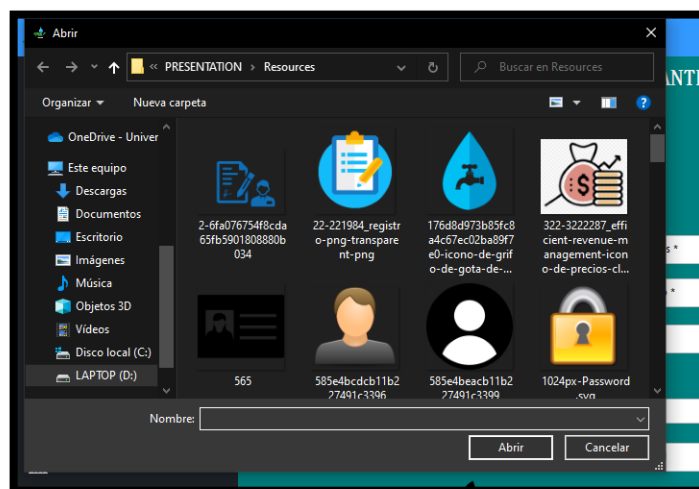 Abrir
« PRESENTATION › Resources
Buscar en Resources
ANTE
Organizar
Nueva carpeta
OneDrive - Univer
Este equipo
Descargas
Documentos
Escritorio
Imágenes
Música
Objetos 3D
Vídeos
Disco local (C:)
LAPTOP (D:)
2-6fa076754f8cda
65fb5901808880b
034
22-221984_registr
o-png-transpare
nt-png
176d8d973b85fc8
a4c67ec02ba89f7
e0-icono-de-grif
o-de-gota-de-...
322-3222287_effi
cient-revenue-m
anagement-icon
o-de-precios-cl...
565
585e4bcdcb11b2
27491c3396
585e4beacb11b2
27491c3399
1024px-Password
.svg
s *
*
Nombre:
Abrir
Cancelar